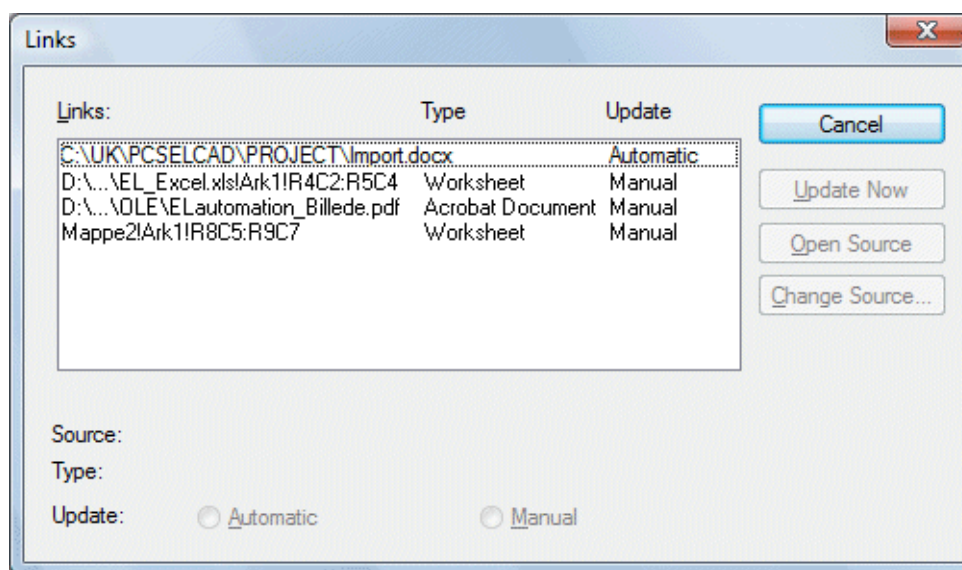 Links
Links: Type Update
C:\UK\PCSELCAD\PROJECT\Import.docx Automatic
D:\...\EL_Excel.xls!Ark1!R4C2:R5C4 Worksheet Manual
D:\...\OLE\ELautomation_Billede.pdf Acrobat Document Manual
Mappe2!Ark1!R8C5:R9C7 Worksheet Manual
Cancel
Update Now
Open Source
Change Source...
Source:
Type:
Update: Automatic Manual